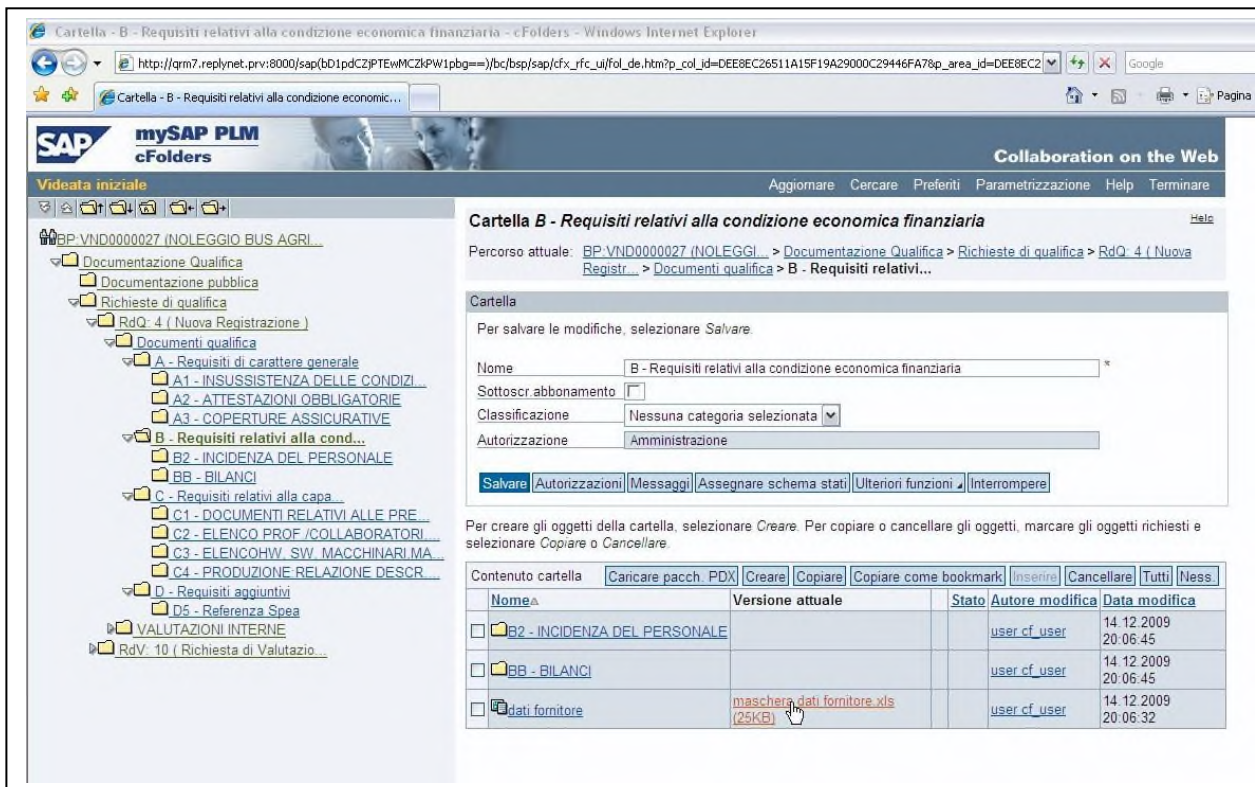 Cartella - B - Requisiti relativi alla condizione economica finanziaria - cFolders - Windows Internet Explorer
http://qrm7.replynet.prv:8000/sap(bD1pdCZjPTEwMCZkPW1pbg==)/bc/bsp/sap/cfx_rfc_ui/fol_de.htm?p_col_id=DEE8EC26511A15F19A29000C29446FA78&p_area_id=DEE8EC2
Google
Cartella - B - Requisiti relativi alla condizione economic...
Pagina
SAP
mySAP PLM
cFolders
Collaboration on the Web
Videata iniziale
Aggiornare Cercare Preferiti Parametrizzazione Help Terminare
BP:VND0000027 (NOLEGGIO BUS AGRI...
Documentazione Qualifica
Documentazione pubblica
Richieste di qualifica
RdQ: 4 ( Nuova Registrazione )
Documenti qualifica
A - Requisiti di carattere generale
A1 - INSUSSISTENZA DELLE CONDIZI...
A2 - ATTESTAZIONI OBBLIGATORIE
A3 - COPERTURE ASSICURATIVE
B - Requisiti relativi alla cond...
B2 - INCIDENZA DEL PERSONALE
BB - BILANCI
C - Requisiti relativi alla capa...
C1 - DOCUMENTI RELATIVI ALLE PRE...
C2 - ELENCO PROF /COLLABORATORI....
C3 - ELENCOHW, SW, MACCHINARI,MA...
C4 - PRODUZIONE RELAZIONE DESCR....
D - Requisiti aggiuntivi
D5 - Referenza Spea
VALUTAZIONI INTERNE
RdV: 10 ( Richiesta di Valutazio...
Cartella B - Requisiti relativi alla condizione economica finanziaria
Help
Percorso attuale: BP:VND0000027 (NOLEGGI... > Documentazione Qualifica > Richieste di qualifica > RdQ: 4 ( Nuova
Registr... > Documenti qualifica > B - Requisiti relativi...
Cartella
Per salvare le modifiche, selezionare Salvare.
Nome B - Requisiti relativi alla condizione economica finanziaria *
Sottoscr.abbonamento
Classificazione Nessuna categoria selezionata
Autorizzazione Amministrazione
Salvare Autorizzazioni Messaggi Assegnare schema stati Ulteriori funzioni Interrompere
Per creare gli oggetti della cartella, selezionare Creare. Per copiare o cancellare gli oggetti, marcare gli oggetti richiesti e
selezionare Copiare o Cancellare.
Contenuto cartella Caricare pacch. PDX Creare Copiare Copiare come bookmark Inserire Cancellare Tutti Ness.
Nome Versione attuale Stato Autore modifica Data modifica
B2 - INCIDENZA DEL PERSONALE user cf_user 14.12.2009
20:06:45
BB - BILANCI user cf_user 14.12.2009
20:06:45
dati fornitore maschera dati fornitore.xls user cf_user 14.12.2009
(25KB) 20:06:32